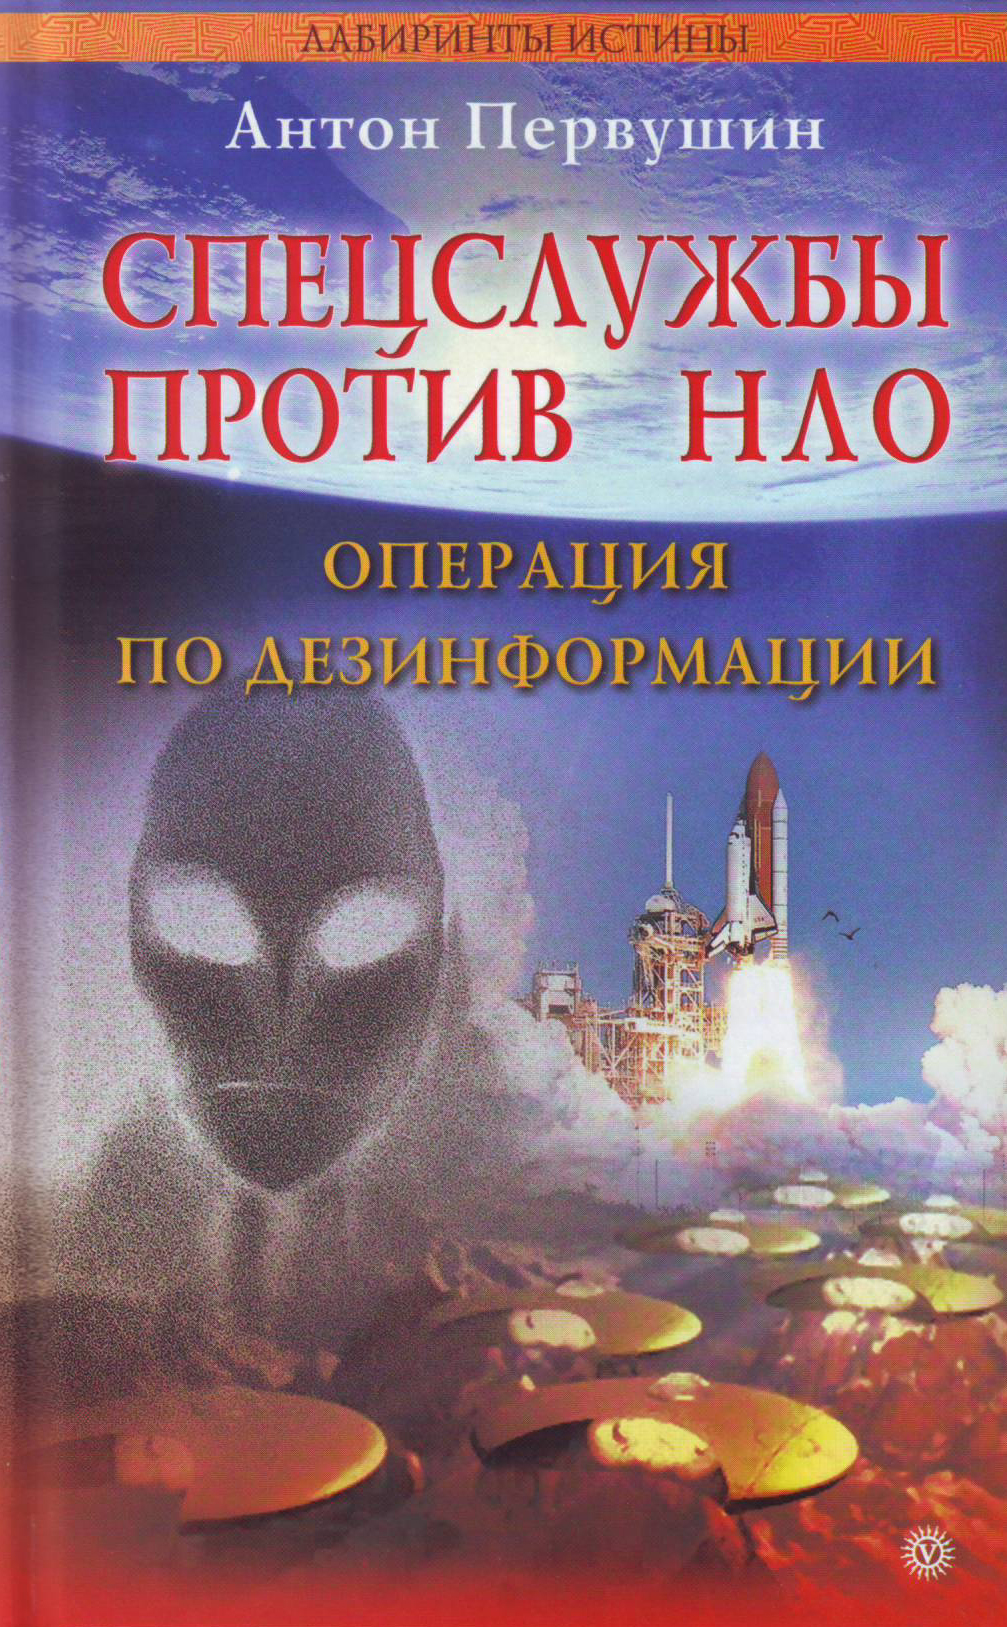 ЛАБИРИНТЫ ИСТИНЫ
Антон Первушин
СПЕЦСЛУЖБЫ
ПРОТИВ НЛО
ОПЕРАЦИЯ
ПО ДЕЗИНФОРМАЦИИ
V